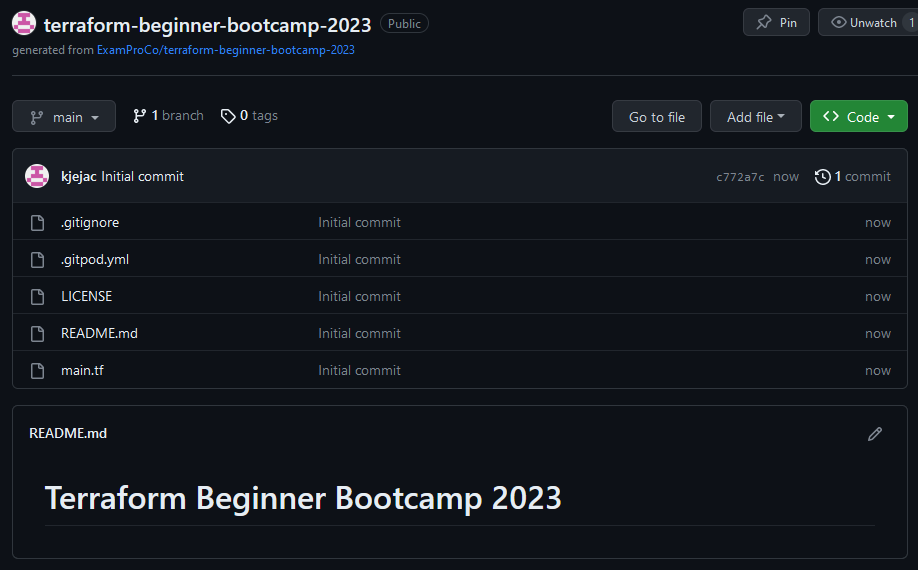 terraform-beginner-bootcamp-2023 Public Pin Unwatch 1
generated from ExamProCo/terraform-beginner-bootcamp-2023
main 1 branch 0 tags Go to file Add file Code
kjejac Initial commit c772a7c now 1 commit
.gitignore Initial commit now
.gitpod.yml Initial commit now
LICENSE Initial commit now
README.md Initial commit now
main.tf Initial commit now
README.md
Terraform Beginner Bootcamp 2023